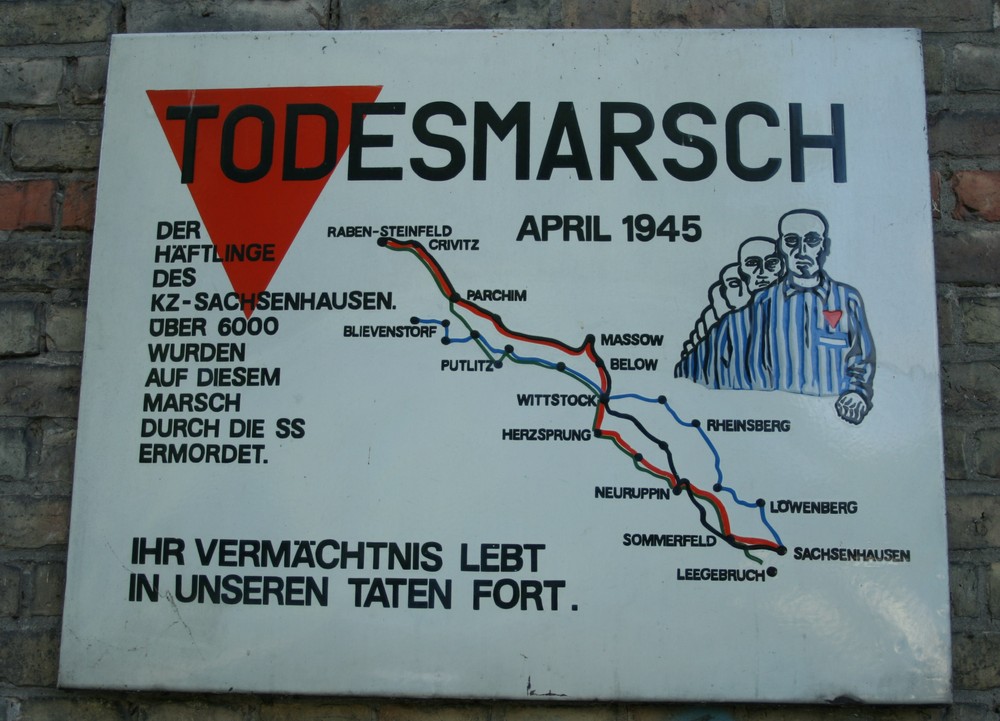 TODESMARSCH
APRIL 1945
DER
HÄFTLINGE
DES
KZ-SACHSENHAUSEN.
ÜBER 6000
WURDEN
AUF DIESEM
MARSCH
DURCH DIE SS
ERMORDET.
RABEN-STEINFELD
CRIVITZ
PARCHIM
BLIEVENSTORF
PUTLITZ
MASSOW
BELOW
WITTSTOCK
RHEINSBERG
HERZSPRUNG
NEURUPPIN
LÖWENBERG
SOMMERFELD
SACHSENHAUSEN
LEEGEBRUCH
IHR VERMÄCHTNIS LEBT
IN UNSEREN TATEN FORT.